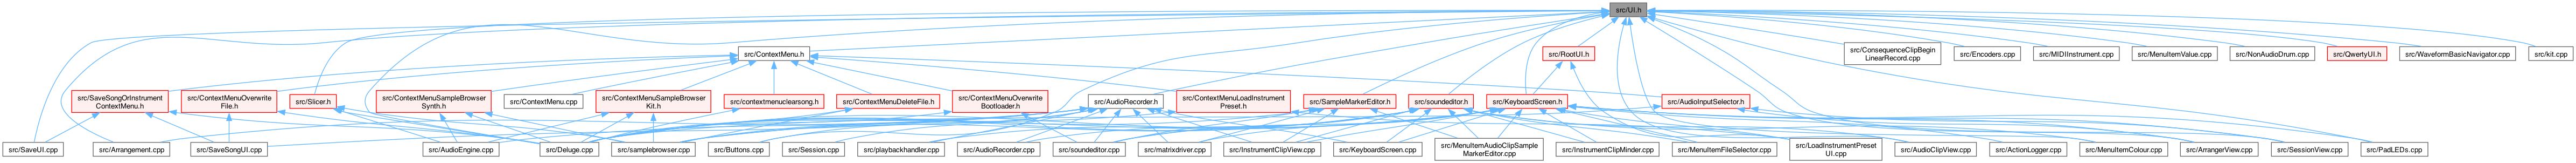 src/UI.h
src/ContextMenu.h
src/RootUI.h
src/ConsequenceClipBegin
LinearRecord.cpp
src/Encoders.cpp
src/MIDIInstrument.cpp
src/MenuItemValue.cpp
src/NonAudioDrum.cpp
src/QwertyUI.h
src/WaveformBasicNavigator.cpp
src/kit.cpp
src/SaveSongOrInstrument
ContextMenu.h
src/ContextMenuOverwrite
File.h
src/Slicer.h
src/ContextMenuSampleBrowser
Synth.h
src/ContextMenu.cpp
src/ContextMenuSampleBrowser
Kit.h
src/contextmenuclearsong.h
src/ContextMenuDeleteFile.h
src/ContextMenuOverwrite
Bootloader.h
src/AudioRecorder.h
src/ContextMenuLoadInstrument
Preset.h
src/SampleMarkerEditor.h
src/soundeditor.h
src/KeyboardScreen.h
src/AudioInputSelector.h
src/SaveUI.cpp
src/Arrangement.cpp
src/SaveSongUI.cpp
src/AudioEngine.cpp
src/Deluge.cpp
src/samplebrowser.cpp
src/Buttons.cpp
src/Session.cpp
src/playbackhandler.cpp
src/AudioRecorder.cpp
src/soundeditor.cpp
src/matrixdriver.cpp
src/InstrumentClipView.cpp
src/KeyboardScreen.cpp
src/MenuItemAudioClipSample
MarkerEditor.cpp
src/InstrumentClipMinder.cpp
src/MenuItemFileSelector.cpp
src/LoadInstrumentPreset
UI.cpp
src/AudioClipView.cpp
src/ActionLogger.cpp
src/MenuItemColour.cpp
src/ArrangerView.cpp
src/SessionView.cpp
src/PadLEDs.cpp